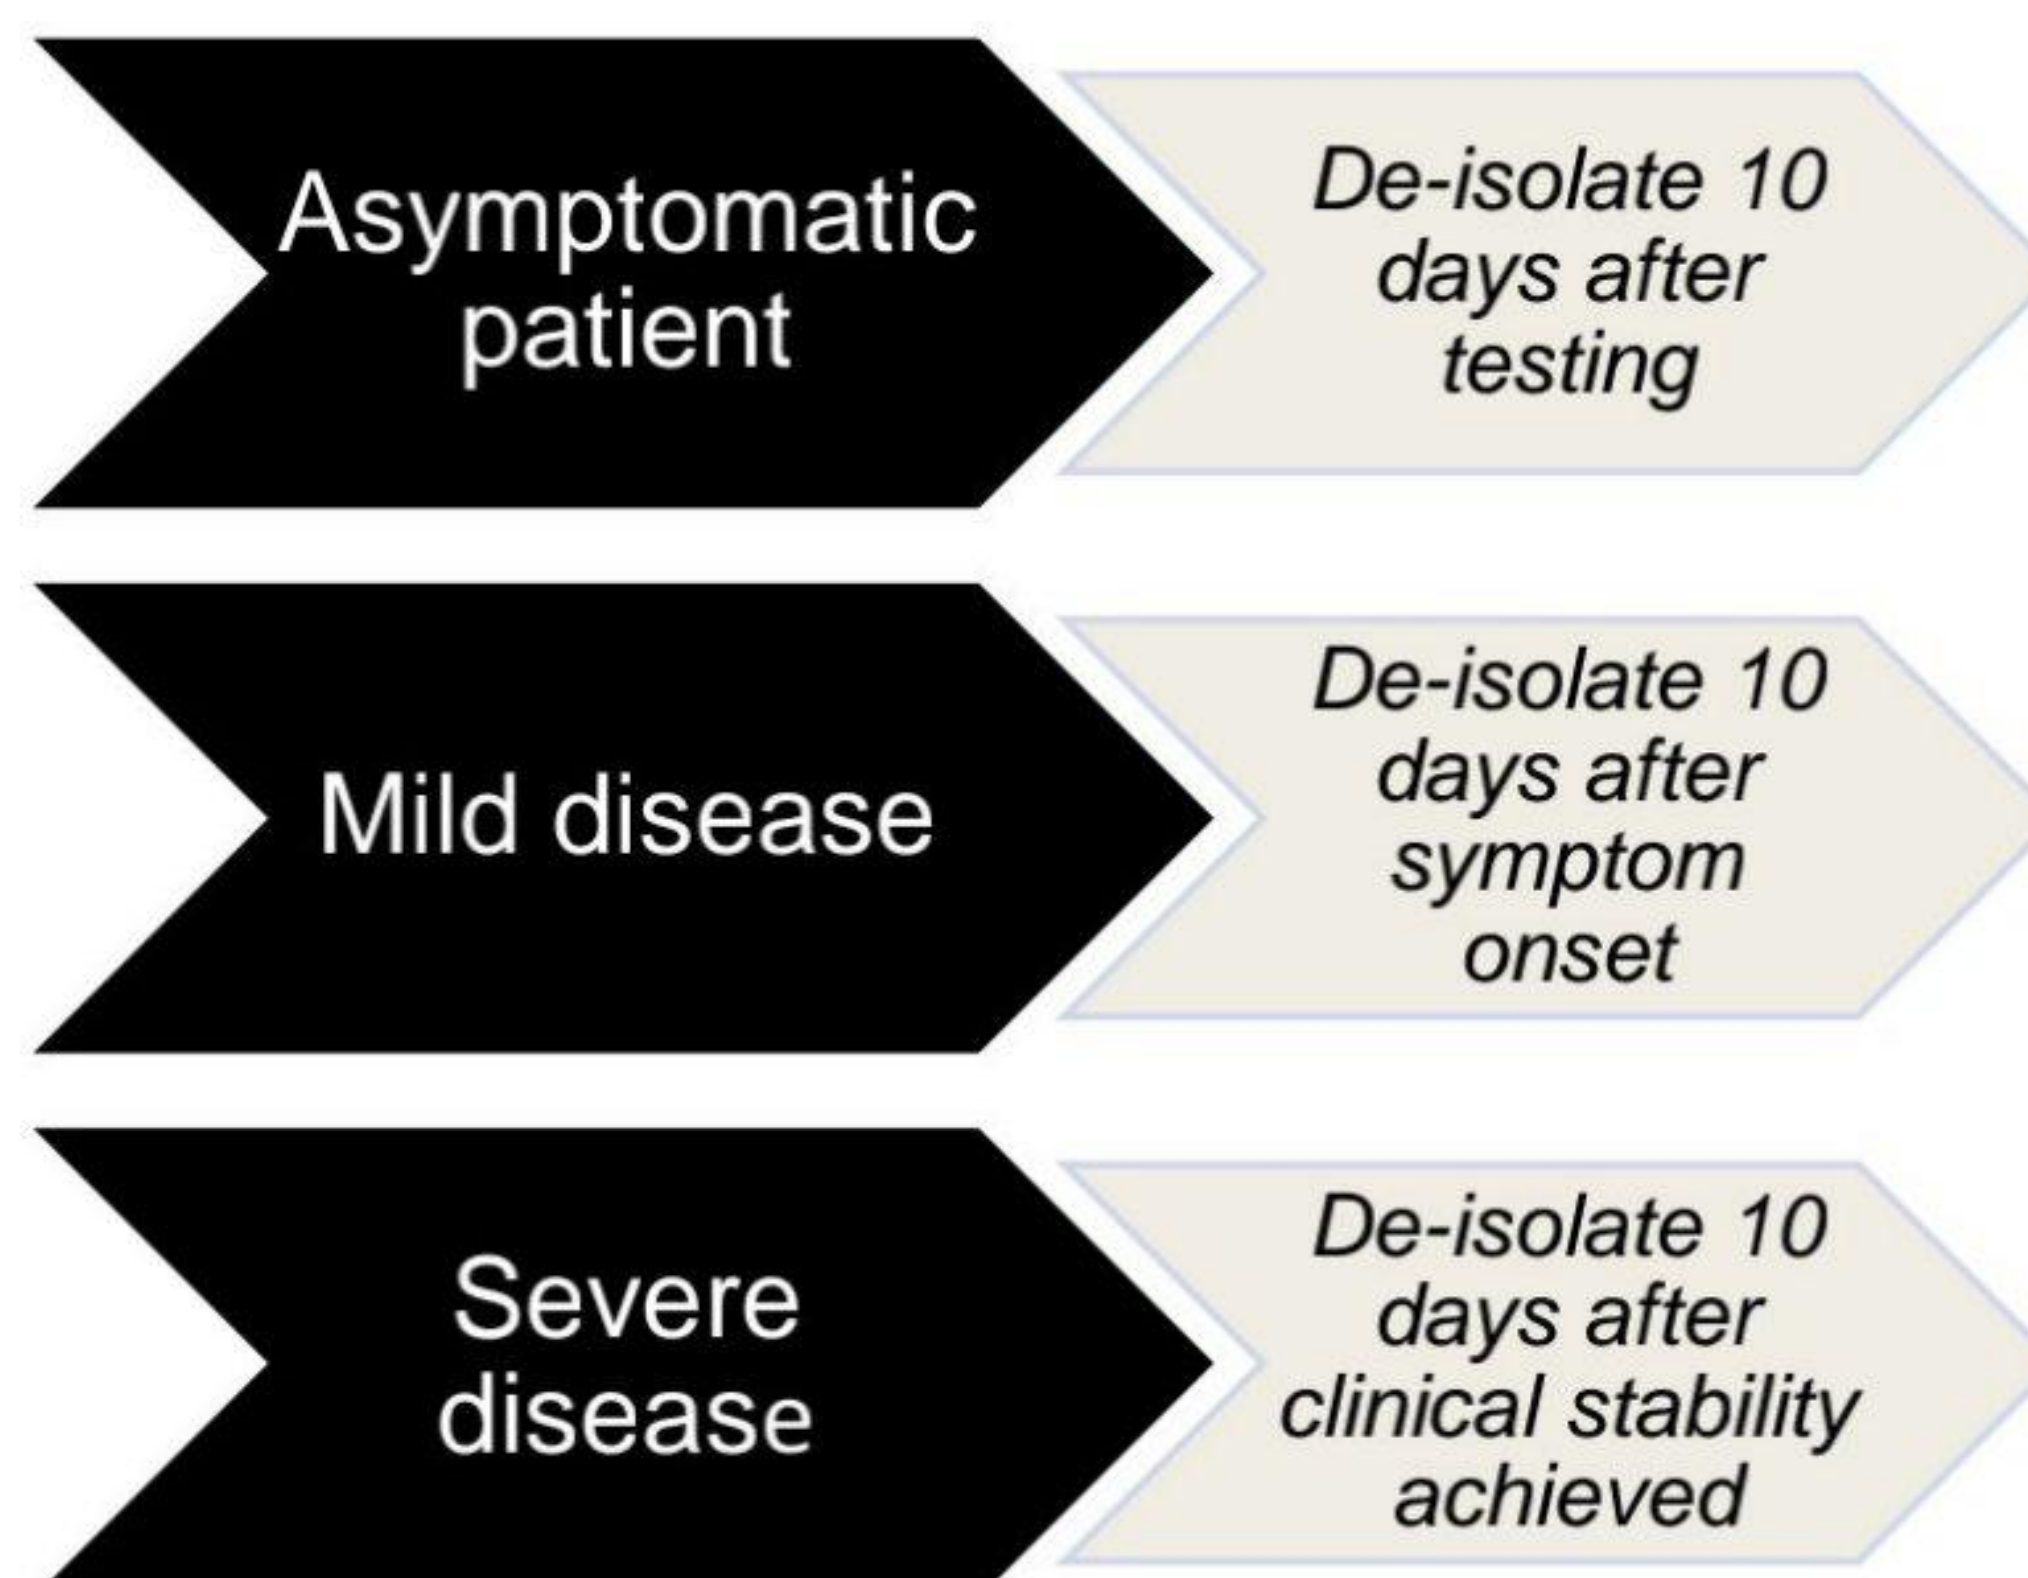 Asymptomatic
patient
De-isolate 10
days after
testing
Mild disease
De-isolate 10
days after
symptom
onset
Severe
disease
De-isolate 10
days after
clinical stability
achieved